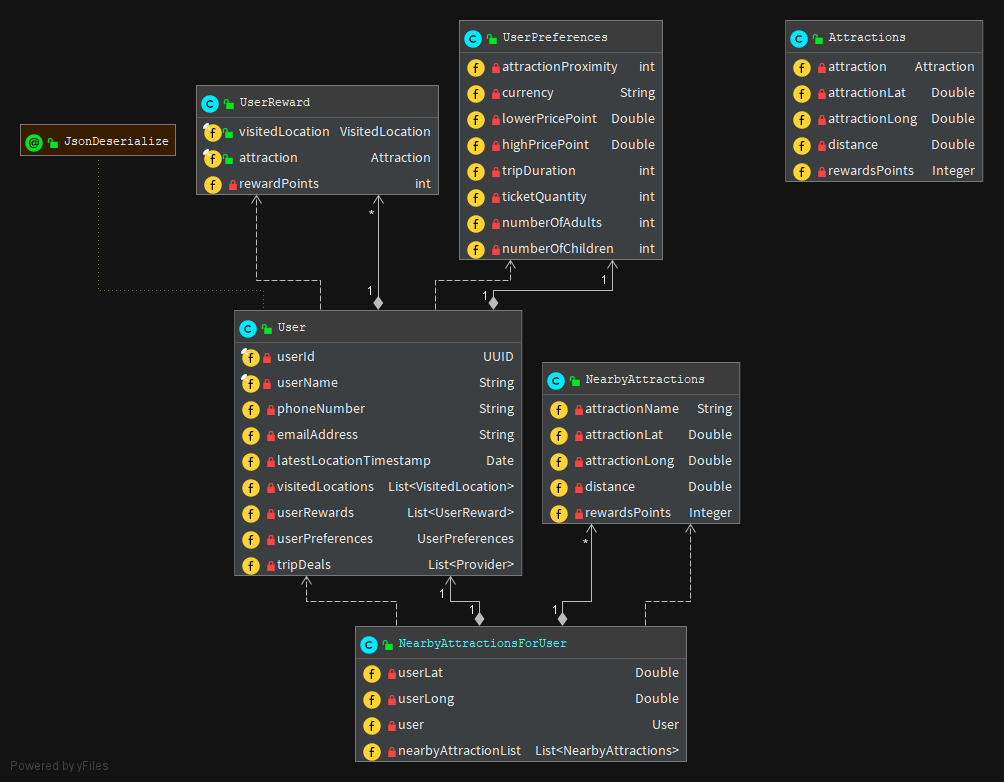 UserPreferences
attractionProximity int
currency String
lowerPricePoint Double
highPricePoint Double
tripDuration int
ticketQuantity int
numberOfAdults int
numberOfChildren int
Attractions
attraction Attraction
attractionLat Double
attractionLong Double
distance Double
rewardsPoints Integer
UserReward
visitedLocation VisitedLocation
attraction Attraction
rewardPoints int
@ JsonDeserialize
*
1
1
1
User
userId UUID
userName String
phoneNumber String
emailAddress String
latestLocationTimestamp Date
visitedLocations List<VisitedLocation>
userRewards List<UserReward>
userPreferences UserPreferences
tripDeals List<Provider>
NearbyAttractions
attractionName String
attractionLat Double
attractionLong Double
distance Double
rewardsPoints Integer
*
1
1
1
NearbyAttractionsForUser
userLat Double
userLong Double
user User
nearbyAttractionList List<NearbyAttractions>
Powered by yFiles